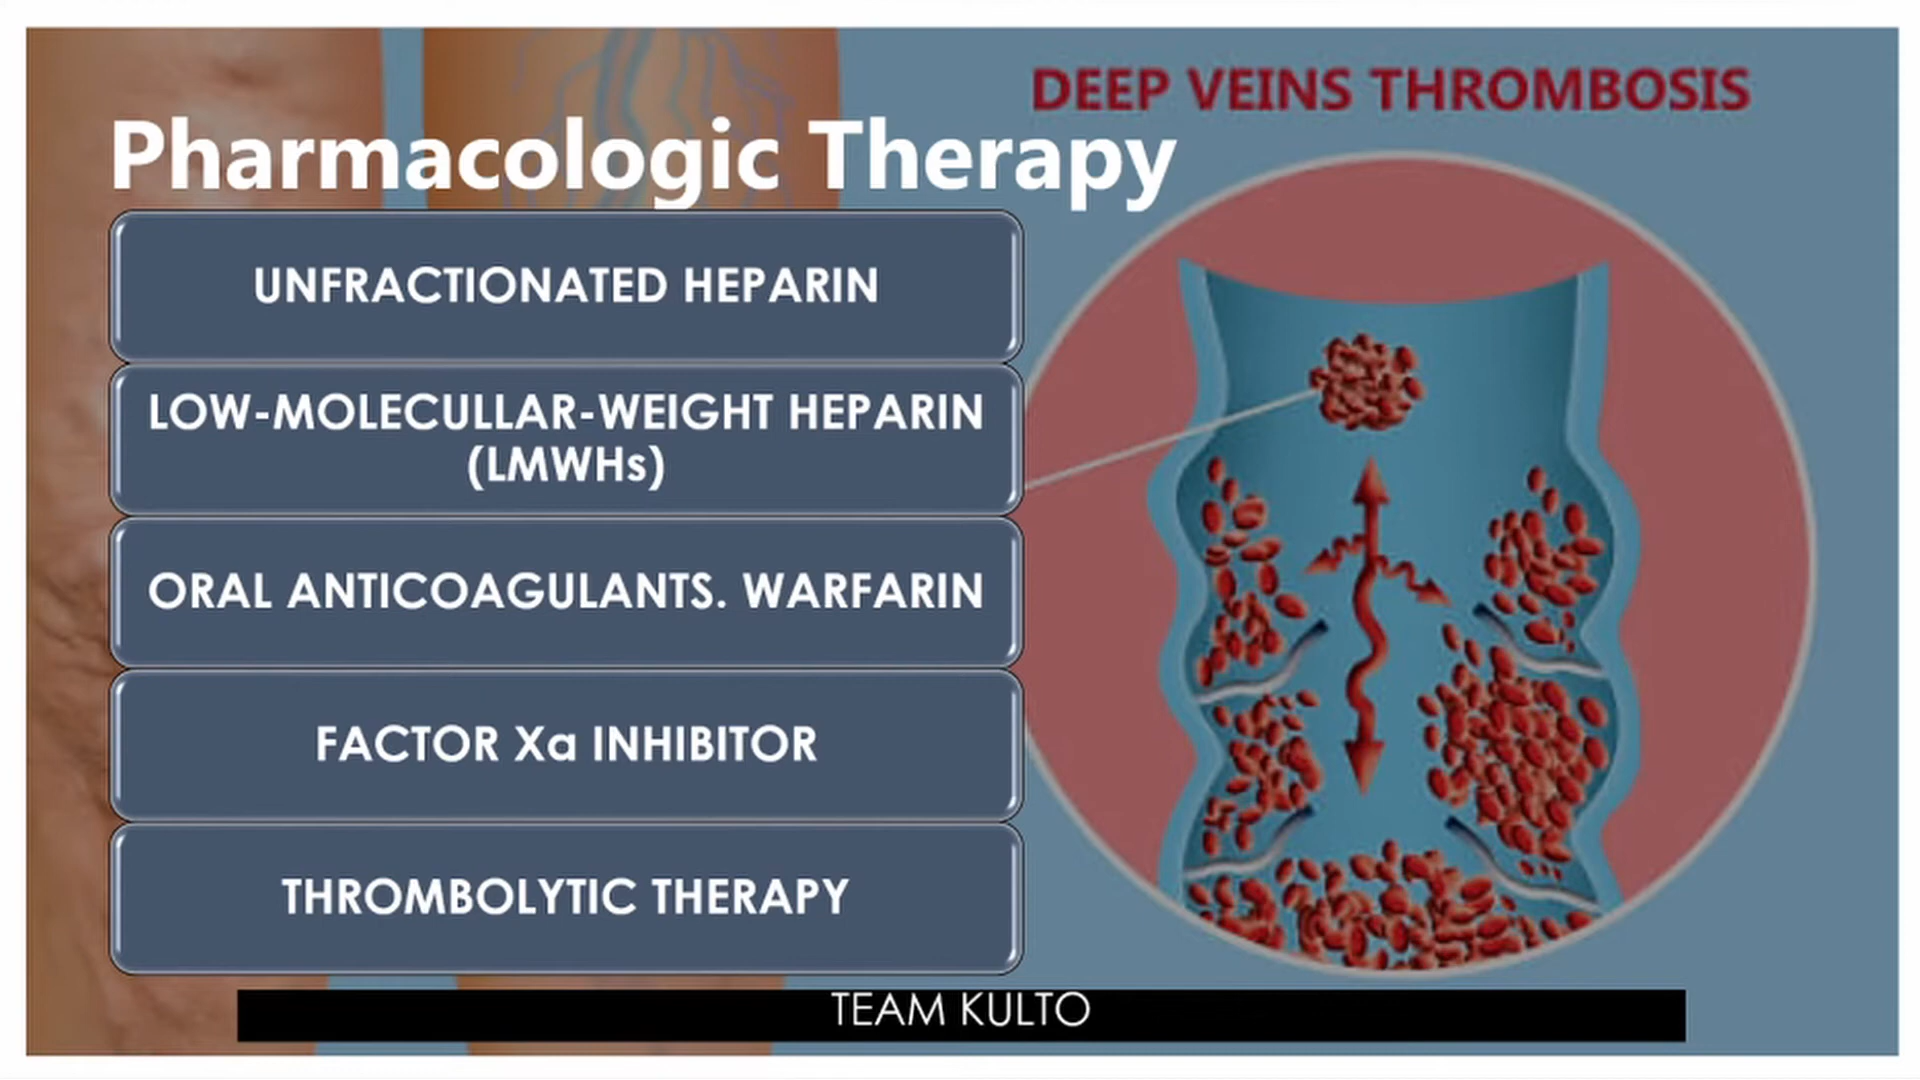 DEEP VEINS THROMBOSIS
Pharmacologic Therapy
UNFRACTIONATED HEPARIN
LOW-MOLECULLAR-WEIGHT HEPARIN
(LMWHs)
ORAL ANTICOAGULANTS. WARFARIN
FACTOR Xa INHIBITOR
THROMBOLYTIC THERAPY
TEAM KULTO